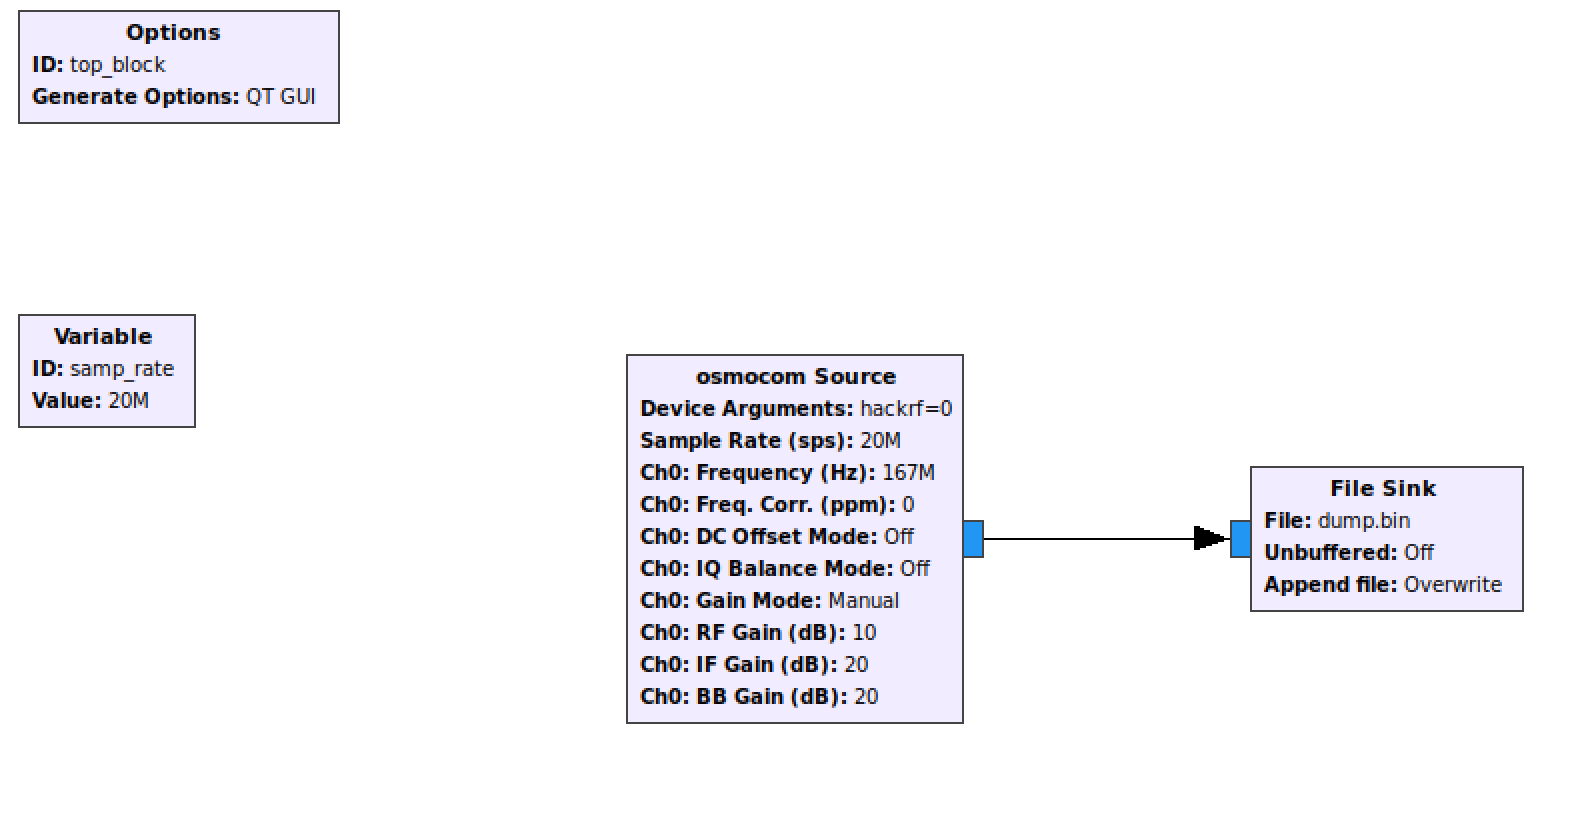 Options
ID: top_block
Generate Options: QT GUI
Variable
ID: samp_rate
Value: 20M
osmocom Source
Device Arguments: hackrf=0
Sample Rate (sps): 20M
Ch0: Frequency (Hz): 167M
Ch0: Freq. Corr. (ppm): 0
Ch0: DC Offset Mode: Off
Ch0: IQ Balance Mode: Off
Ch0: Gain Mode: Manual
Ch0: RF Gain (dB): 10
Ch0: IF Gain (dB): 20
Ch0: BB Gain (dB): 20
File Sink
File: dump.bin
Unbuffered: Off
Append file: Overwrite